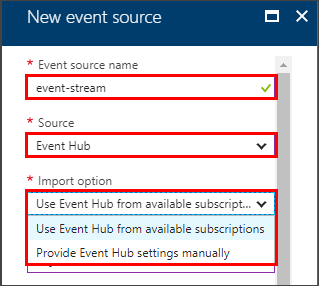 New event source
* Event source name
event-stream
* Source
Event Hub
* Import option
Use Event Hub from available subscript...
Use Event Hub from available subscriptions
Provide Event Hub settings manually